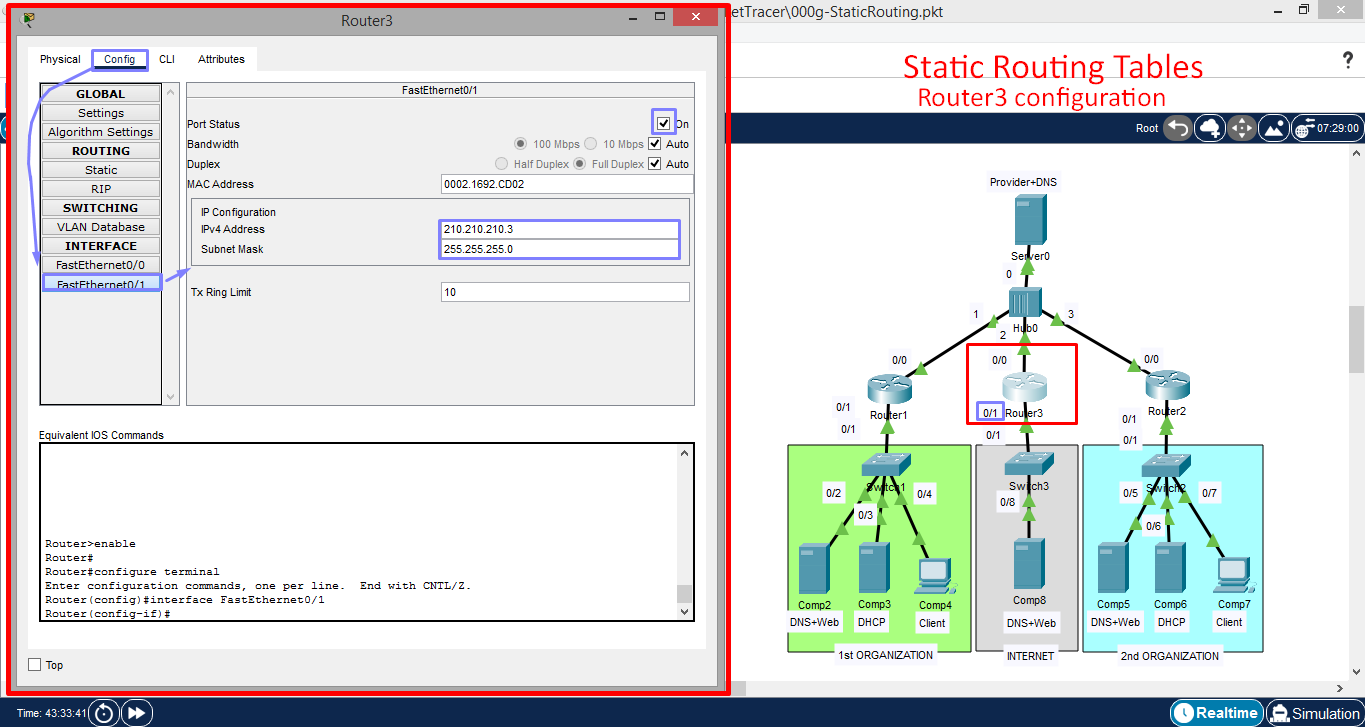 Router3
etTracer\000g-StaticRouting.pkt
Physical
Config
CLI
Attributes
GLOBAL
Settings
Algorithm Settings
ROUTING
Static
RIP
SWITCHING
VLAN Database
INTERFACE
FastEthernet0/0
FastEthernet0/1
FastEthernet0/1
Port Status
On
Bandwidth
100 Mbps
10 Mbps
Auto
Duplex
Half Duplex
Full Duplex
Auto
MAC Address
0002.1692.CD02
IP Configuration
IPv4 Address
210.210.210.3
Subnet Mask
255.255.255.0
Tx Ring Limit
10
Equivalent IOS Commands
Router>enable
Router#
Router#configure terminal
Enter configuration commands, one per line. End with CNTL/Z.
Router(config)#interface FastEthernet0/1
Router(config-if)#
Top
Static Routing Tables
Router3 configuration
?
Root
07:29:00
Provider+DNS
Server0
0
1
Hub0
3
2
0/0
0/0
0/0
Router1
0/1
Router3
Router2
0/1
0/1
0/1
0/1
0/1
Switch1
Switch3
Switch2
0/2
0/3
0/4
0/8
0/5
0/6
0/7
Comp2
Comp3
Comp4
Comp8
Comp5
Comp6
Comp7
DNS+Web
DHCP
Client
DNS+Web
DNS+Web
DHCP
Client
1st ORGANIZATION
INTERNET
2nd ORGANIZATION
Time: 43:33:41
Realtime
Simulation